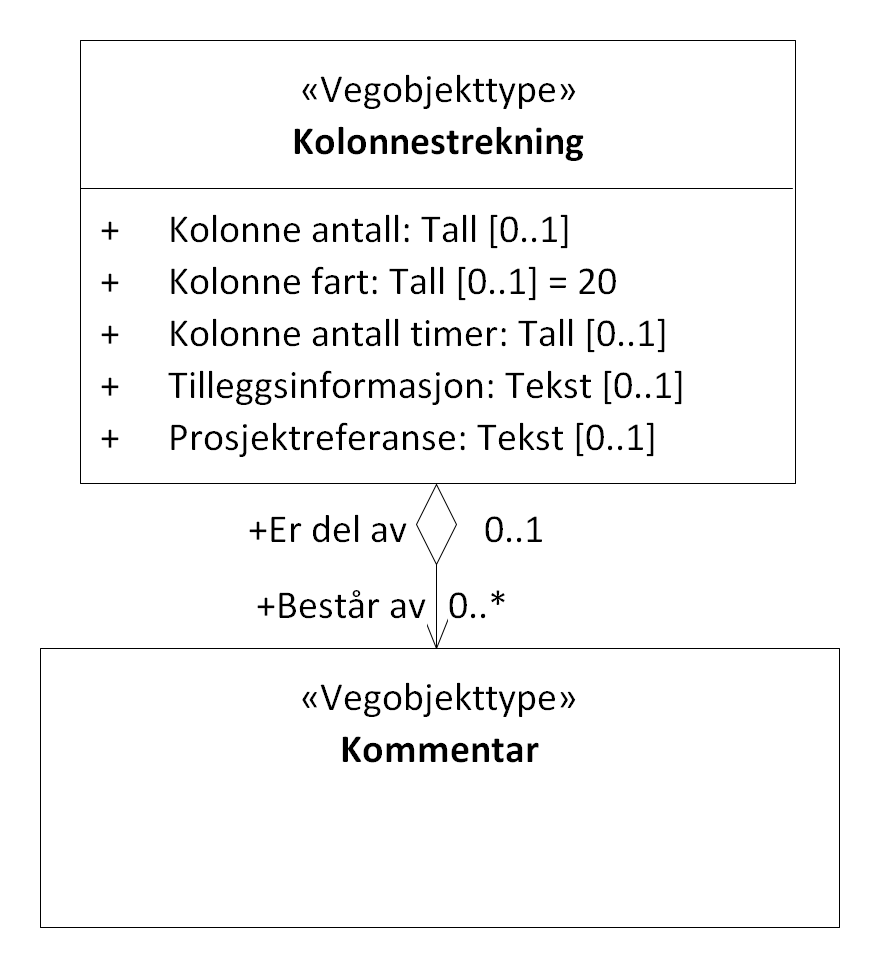 «Vegobjekttype»
Kolonnestrekning
+ Kolonne antall: Tall [0..1]
+ Kolonne fart: Tall [0..1] = 20
+ Kolonne antall timer: Tall [0..1]
+ Tilleggsinformasjon: Tekst [0..1]
+ Prosjektreferanse: Tekst [0..1]
+Er del av 0..1
+Består av 0..*
«Vegobjekttype»
Kommentar